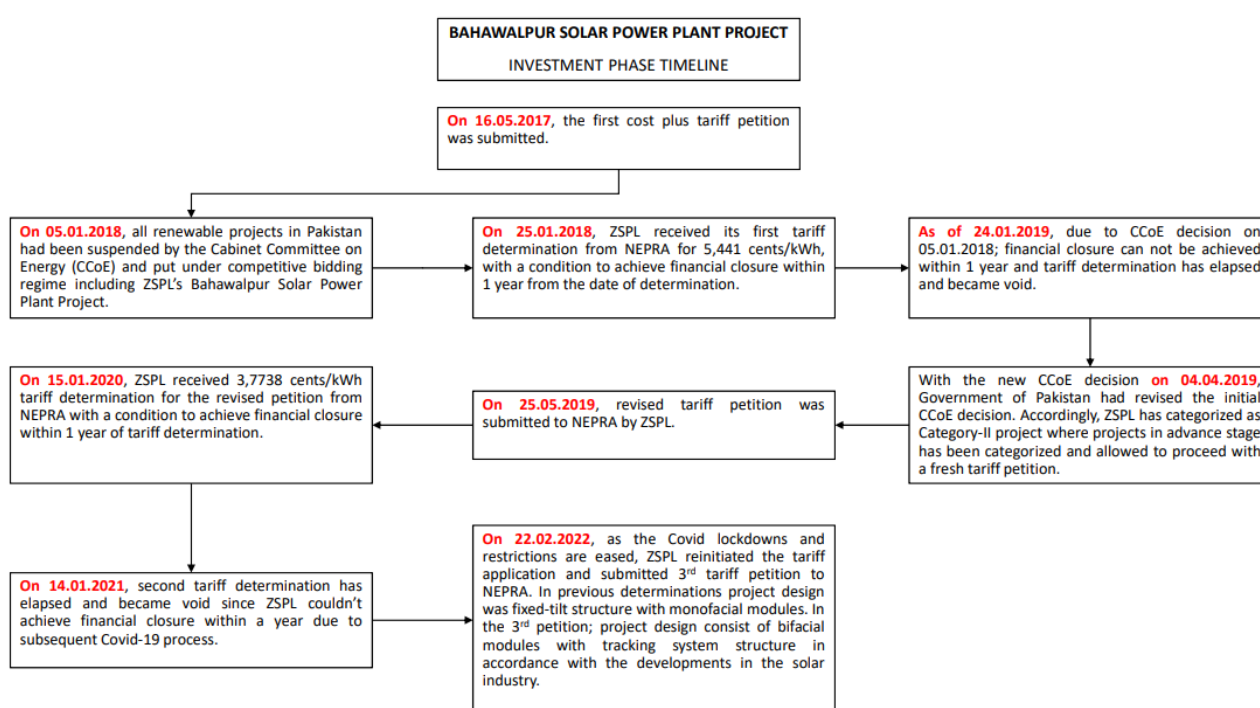 BAHAWALPUR SOLAR POWER PLANT PROJECT
INVESTMENT PHASE TIMELINE
On 16.05.2017, the first cost plus tariff petition
was submitted.
On 05.01.2018, all renewable projects in Pakistan
had been suspended by the Cabinet Committee on
Energy (CCoE) and put under competitive bidding
regime including ZSPL's Bahawalpur Solar Power
Plant Project.
On 25.01.2018, ZSPL received its first tariff
determination from NEPRA for 5,441 cents/kWh,
with a condition to achieve financial closure within
1 year from the date of determination.
As of 24.01.2019, due to CCoE decision on
05.01.2018; financial closure can not be achieved
within 1 year and tariff determination has elapsed
and became void.
With the new CCoE decision on 04.04.2019,
Government of Pakistan had revised the initial
CCoE decision. Accordingly, ZSPL has categorized as
Category-II project where projects in advance stage
has been categorized and allowed to proceed with
a fresh tariff petition.
On 25.05.2019, revised tariff petition was
submitted to NEPRA by ZSPL.
On 15.01.2020, ZSPL received 3,7738 cents/kWh
tariff determination for the revised petition from
NEPRA with a condition to achieve financial closure
within 1 year of tariff determination.
On 14.01.2021, second tariff determination has
elapsed and became void since ZSPL couldn't
achieve financial closure within a year due to
subsequent Covid-19 process.
On 22.02.2022, as the Covid lockdowns and
restrictions are eased, ZSPL reinitiated the tariff
application and submitted 3rd tariff petition to
NEPRA. In previous determinations project design
was fixed-tilt structure with monofacial modules. In
the 3rd petition; project design consist of bifacial
modules with tracking system structure in
accordance with the developments in the solar
industry.